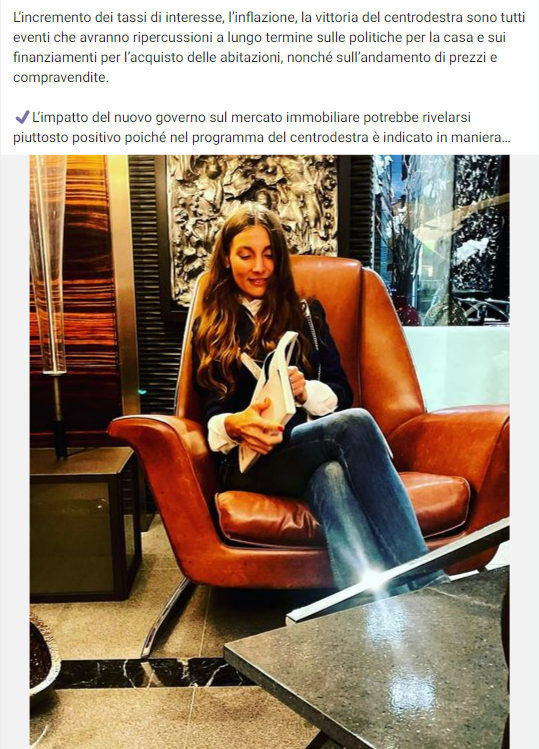 L’incremento dei tassi di interesse, l’inflazione, la vittoria del centrodestra sono tutti
eventi che avranno ripercussioni a lungo termine sulle politiche per la casa e sui
finanziamenti per l’acquisto delle abitazioni, nonché sull’andamento di prezzi e
compravendite.
✔L’impatto del nuovo governo sul mercato immobiliare potrebbe rivelarsi
piuttosto positivo poiché nel programma del centrodestra è indicato in maniera…